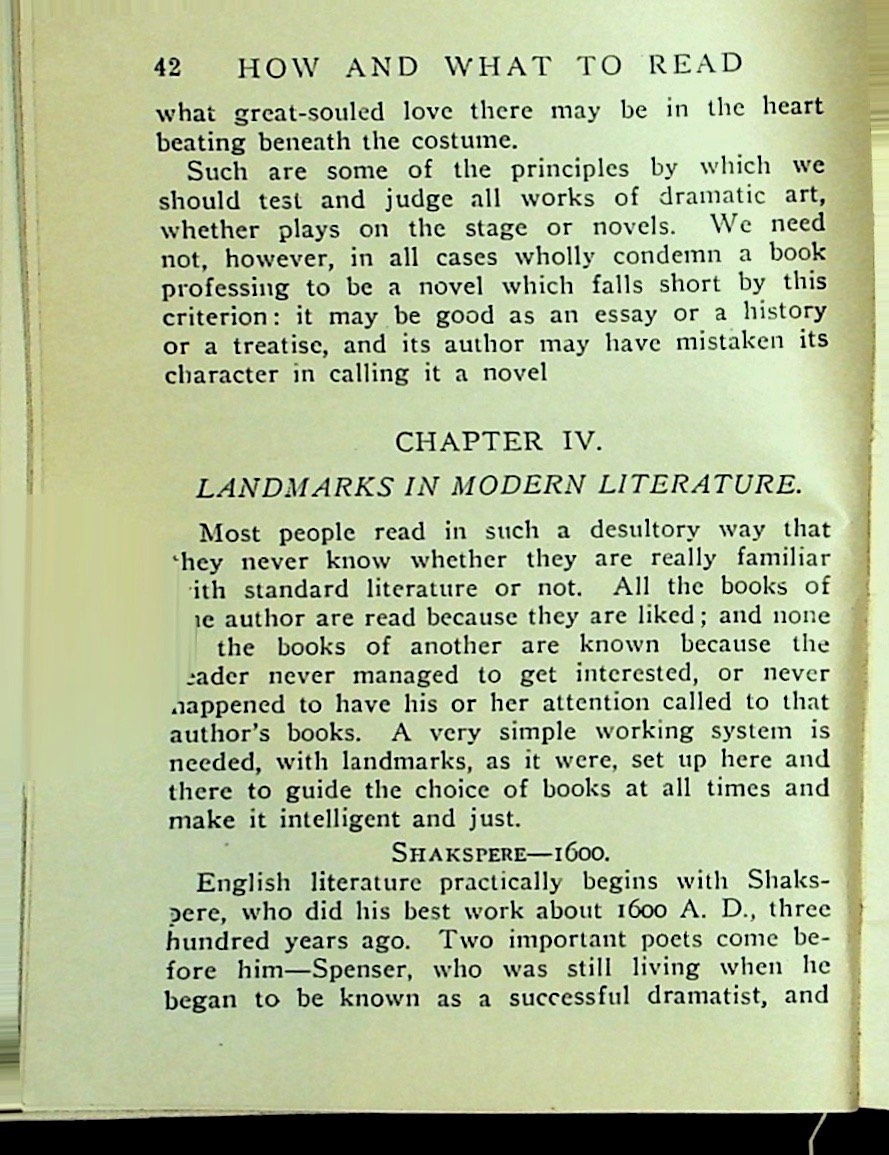 42 HOW AND WHAT TO READ
what great-souled love there may be in the heart
beating beneath the costume.
Such are some of the principles by which we
should test and judge all works of dramatic art,
whether plays on the stage or novels. We need
not, however, in all cases wholly condemn a book
professing to be a novel which falls short by this
criterion: it may be good as an essay or a history
or a treatise, and its author may have mistaken its
character in calling it a novel
CHAPTER IV.
LANDMARKS IN MODERN LITERATURE.
Most people read in such a desultory way that
hey never know whether they are really familiar
ith standard literature or not. All the books of
e author are read because they are liked; and none
the books of another are known because the
ader never managed to get interested, or never
happened to have his or her attention called to that
author's books. A very simple working system is
needed, with landmarks, as it were, set up here and
there to guide the choice of books at all times and
make it intelligent and just.
SHAKSPERE—1600.
English literature practically begins with Shaks-
pere, who did his best work about 1600 A. D., three
hundred years ago. Two important poets come be-
fore him—Spenser, who was still living when he
began to be known as a successful dramatist, and